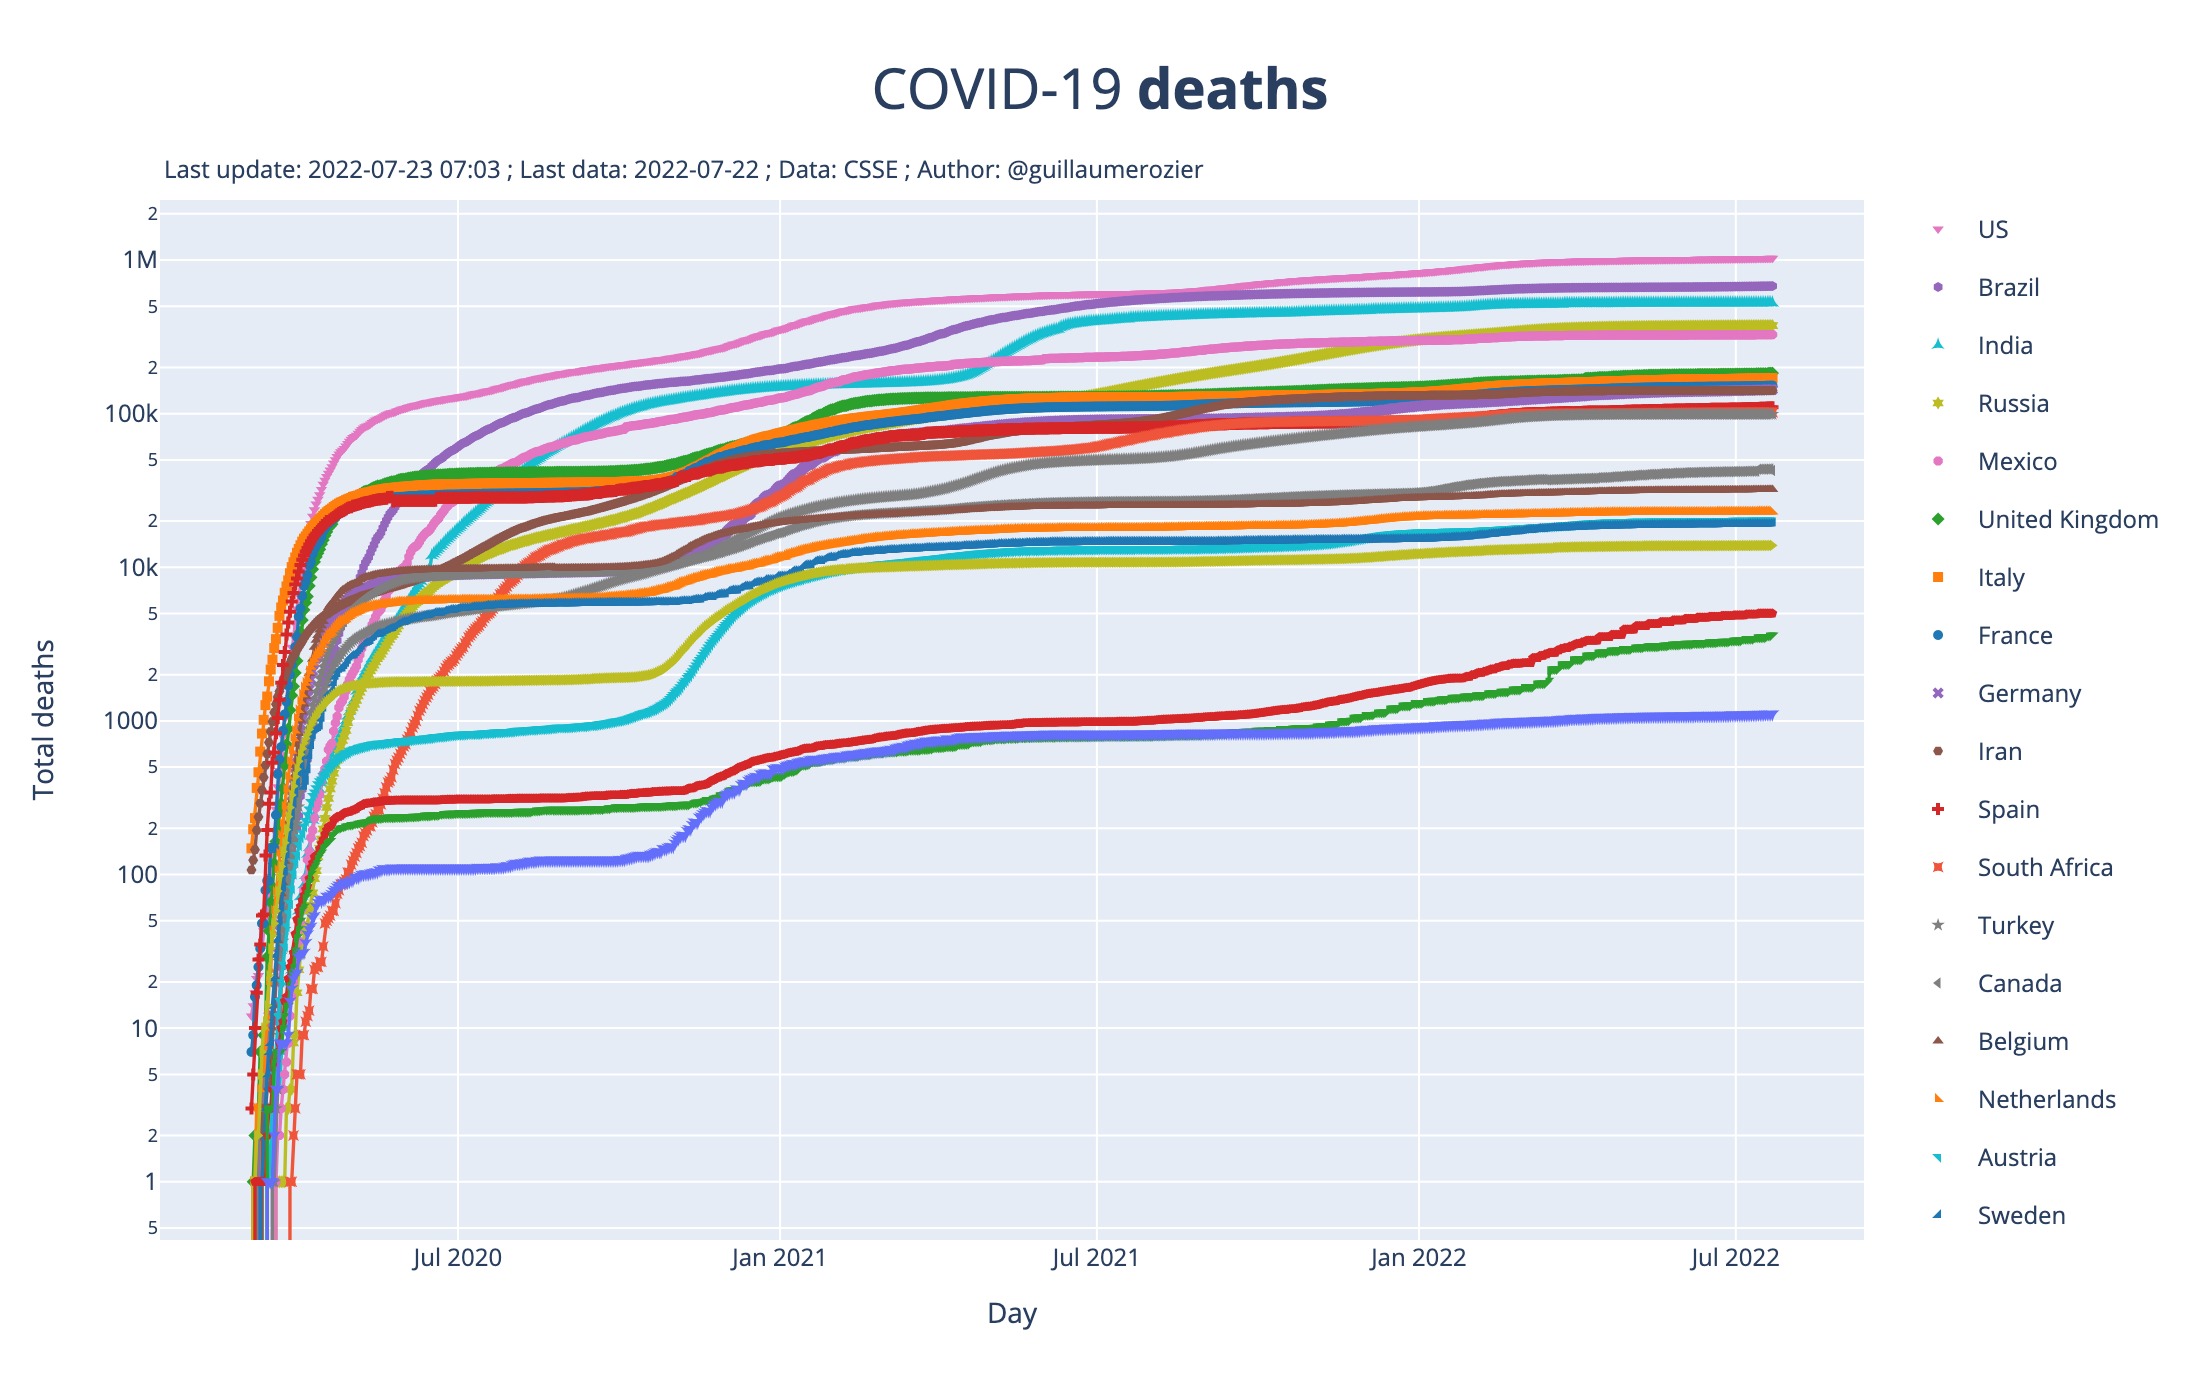 COVID-19 deaths
Last update: 2022-07-23 07:03 ; Last data: 2022-07-22 ; Data: CSSE ; Author: @guillaumerozier
2
1M
5
2
100k
5
2
10k
5
2
1000
5
2
100
5
2
10
5
2
1
5
Total deaths
Jul 2020
Jan 2021
Jul 2021
Jan 2022
Jul 2022
Day
US
Brazil
India
Russia
Mexico
United Kingdom
Italy
France
Germany
Iran
Spain
South Africa
Turkey
Canada
Belgium
Netherlands
Austria
Sweden